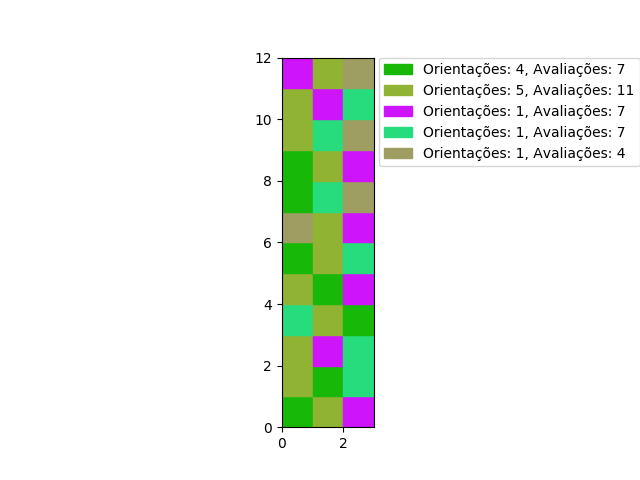 12
10
8
6
4
2
0
0 2
Orientações: 4, Avaliações: 7
Orientações: 5, Avaliações: 11
Orientações: 1, Avaliações: 7
Orientações: 1, Avaliações: 7
Orientações: 1, Avaliações: 4